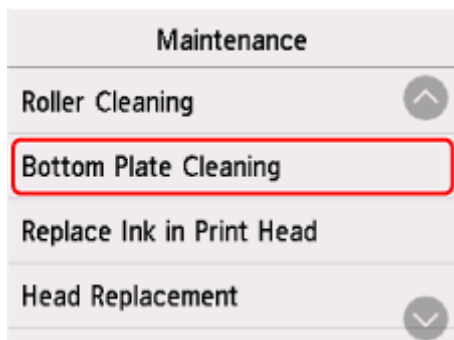 Maintenance
Roller Cleaning
Bottom Plate Cleaning
Replace Ink in Print Head
Head Replacement